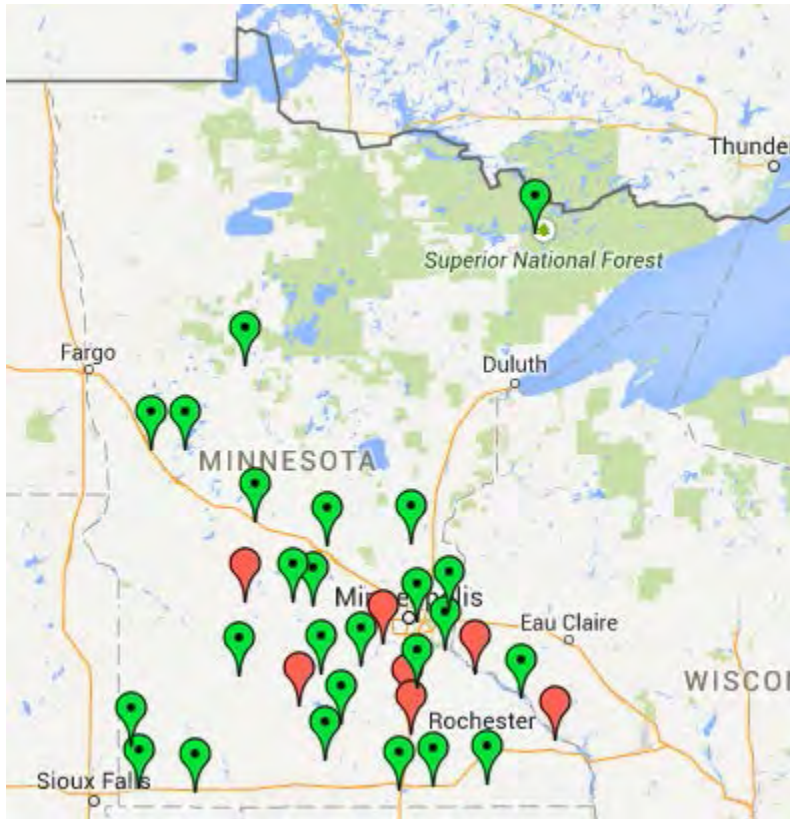 Thunde
Superior National Forest
Fargo
Duluth
MINNESOTA
Eau Claire
WISCO
Rochester
Sioux Falls